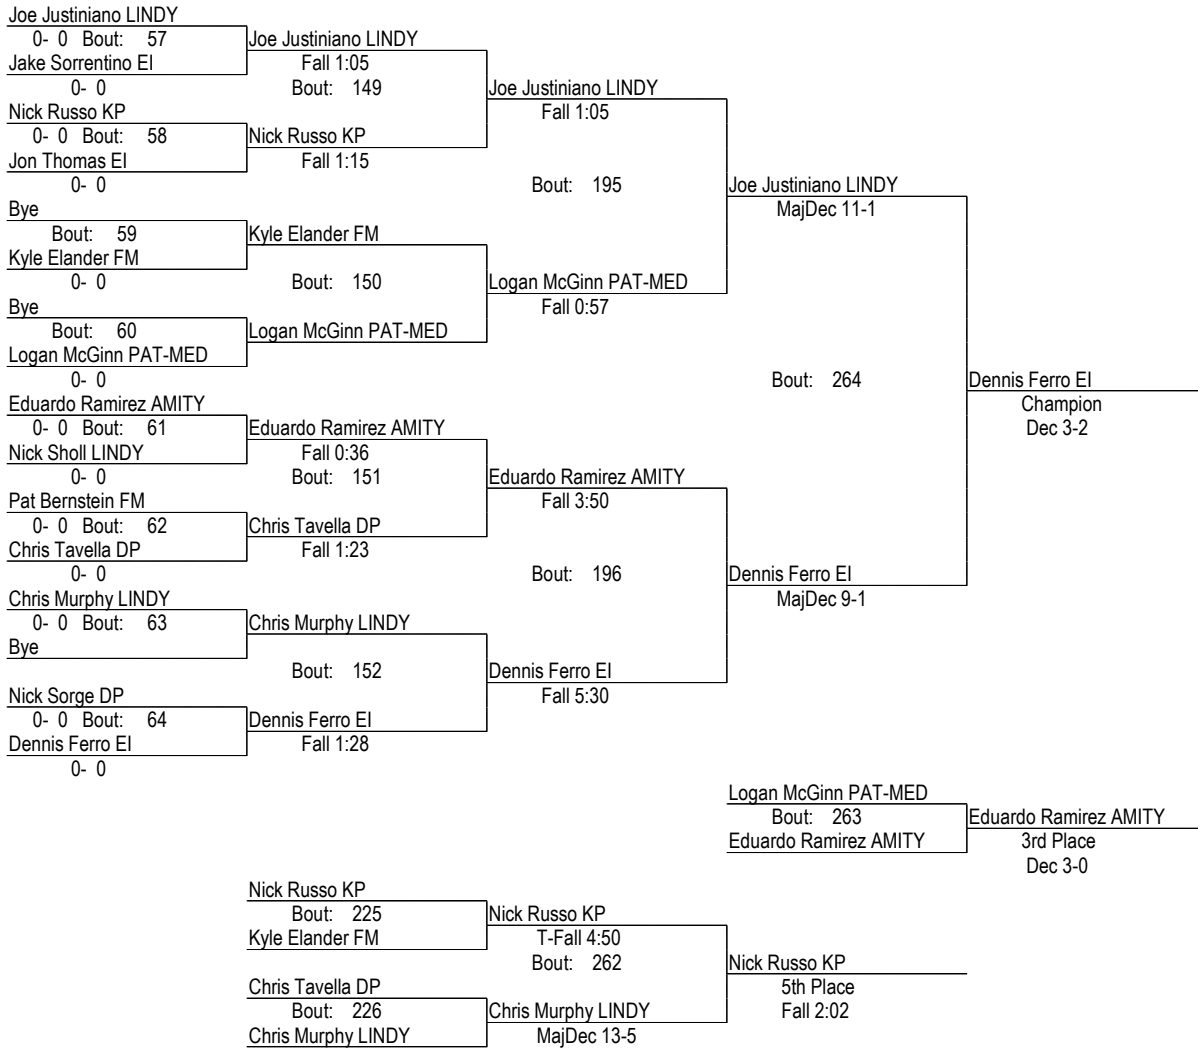 Joe Justiniano LINDY
0- 0 Bout: 57
Jake Sorrentino EI
0- 0
Nick Russo KP
0- 0 Bout: 58
Jon Thomas EI
0- 0
Bye
Bout: 59
Kyle Elander FM
0- 0
Bye
Bout: 60
Logan McGinn PAT-MED
0- 0
Eduardo Ramirez AMITY
0- 0 Bout: 61
Nick Sholl LINDY
0- 0
Pat Bernstein FM
0- 0 Bout: 62
Chris Tavella DP
0- 0
Chris Murphy LINDY
0- 0 Bout: 63
Bye
Nick Sorge DP
0- 0 Bout: 64
Dennis Ferro EI
0- 0
Joe Justiniano LINDY
Fall 1:05
Bout: 149
Nick Russo KP
Fall 1:15
Kyle Elander FM
Bout: 150
Logan McGinn PAT-MED
Eduardo Ramirez AMITY
Fall 0:36
Bout: 151
Chris Tavella DP
Fall 1:23
Chris Murphy LINDY
Bout: 152
Dennis Ferro EI
Fall 1:28
Joe Justiniano LINDY
Fall 1:05
Bout: 195
Logan McGinn PAT-MED
Fall 0:57
Eduardo Ramirez AMITY
Fall 3:50
Bout: 196
Dennis Ferro EI
Fall 5:30
Joe Justiniano LINDY
MajDec 11-1
Bout: 264
Dennis Ferro EI
MajDec 9-1
Dennis Ferro EI
Champion
Dec 3-2
Logan McGinn PAT-MED
Bout: 263
Eduardo Ramirez AMITY
Eduardo Ramirez AMITY
3rd Place
Dec 3-0
Nick Russo KP
Bout: 225
Kyle Elander FM
Chris Tavella DP
Bout: 226
Chris Murphy LINDY
Nick Russo KP
T-Fall 4:50
Bout: 262
Chris Murphy LINDY
MajDec 13-5
Nick Russo KP
5th Place
Fall 2:02